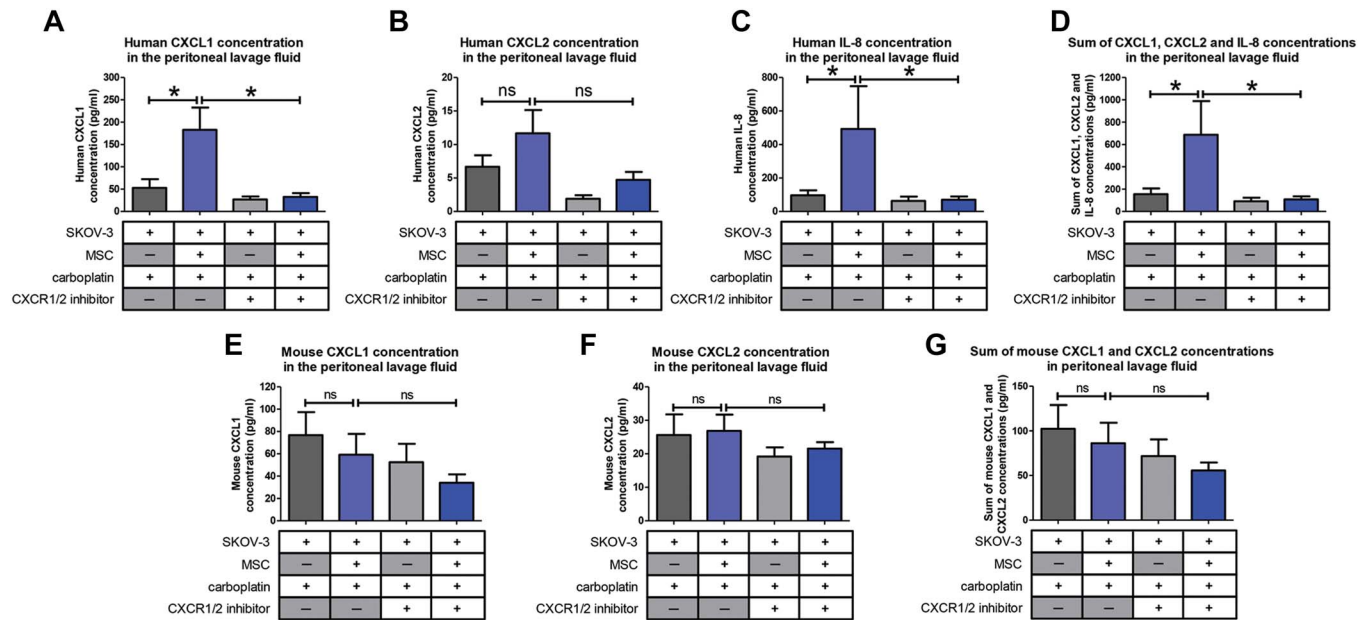 A
Human CXCL1 concentration
in the peritoneal lavage fluid
Human CXCL1
concentration (pg/ml)
300
250
200
150
100
50
0
* *
SKOV-3 + + + +
MSC — + — +
carboplatin + + + +
CXCR1/2 inhibitor — — + +
B
Human CXCL2 concentration
in the peritoneal lavage fluid
Human CXCL2
concentration (pg/ml)
20
15
10
5
0
ns ns
SKOV-3 + + + +
MSC — + — +
carboplatin + + + +
CXCR1/2 inhibitor — — + +
C
Human IL-8 concentration
in the peritoneal lavage fluid
Human IL-8
concentration (pg/ml)
800
600
400
200
0
* *
SKOV-3 + + + +
MSC — + — +
carboplatin + + + +
CXCR1/2 inhibitor — — + +
D
Sum of CXCL1, CXCL2 and IL-8 concentrations
in the peritoneal lavage fluid
Sum of CXCL1, CXCL2 and
IL-8 concentrations (pg/ml)
1200
1000
800
600
400
200
0
* *
SKOV-3 + + + +
MSC — + — +
carboplatin + + + +
CXCR1/2 inhibitor — — + +
E
Mouse CXCL1 concentration
in the peritoneal lavage fluid
Mouse CXCL1
concentration (pg/ml)
120
100
80
60
40
20
0
ns ns
SKOV-3 + + + +
MSC — + — +
carboplatin + + + +
CXCR1/2 inhibitor — — + +
F
Mouse CXCL2 concentration
in the peritoneal lavage fluid
Mouse CXCL2
concentration (pg/ml)
40
30
20
10
0
ns ns
SKOV-3 + + + +
MSC — + — +
carboplatin + + + +
CXCR1/2 inhibitor — — + +
G
Sum of mouse CXCL1 and CXCL2 concentrations
in peritoneal lavage fluid
Sum of mouse CXCL1 and
CXCL2 concentrations (pg/ml)
150
100
50
0
ns ns
SKOV-3 + + + +
MSC — + — +
carboplatin + + + +
CXCR1/2 inhibitor — — + +